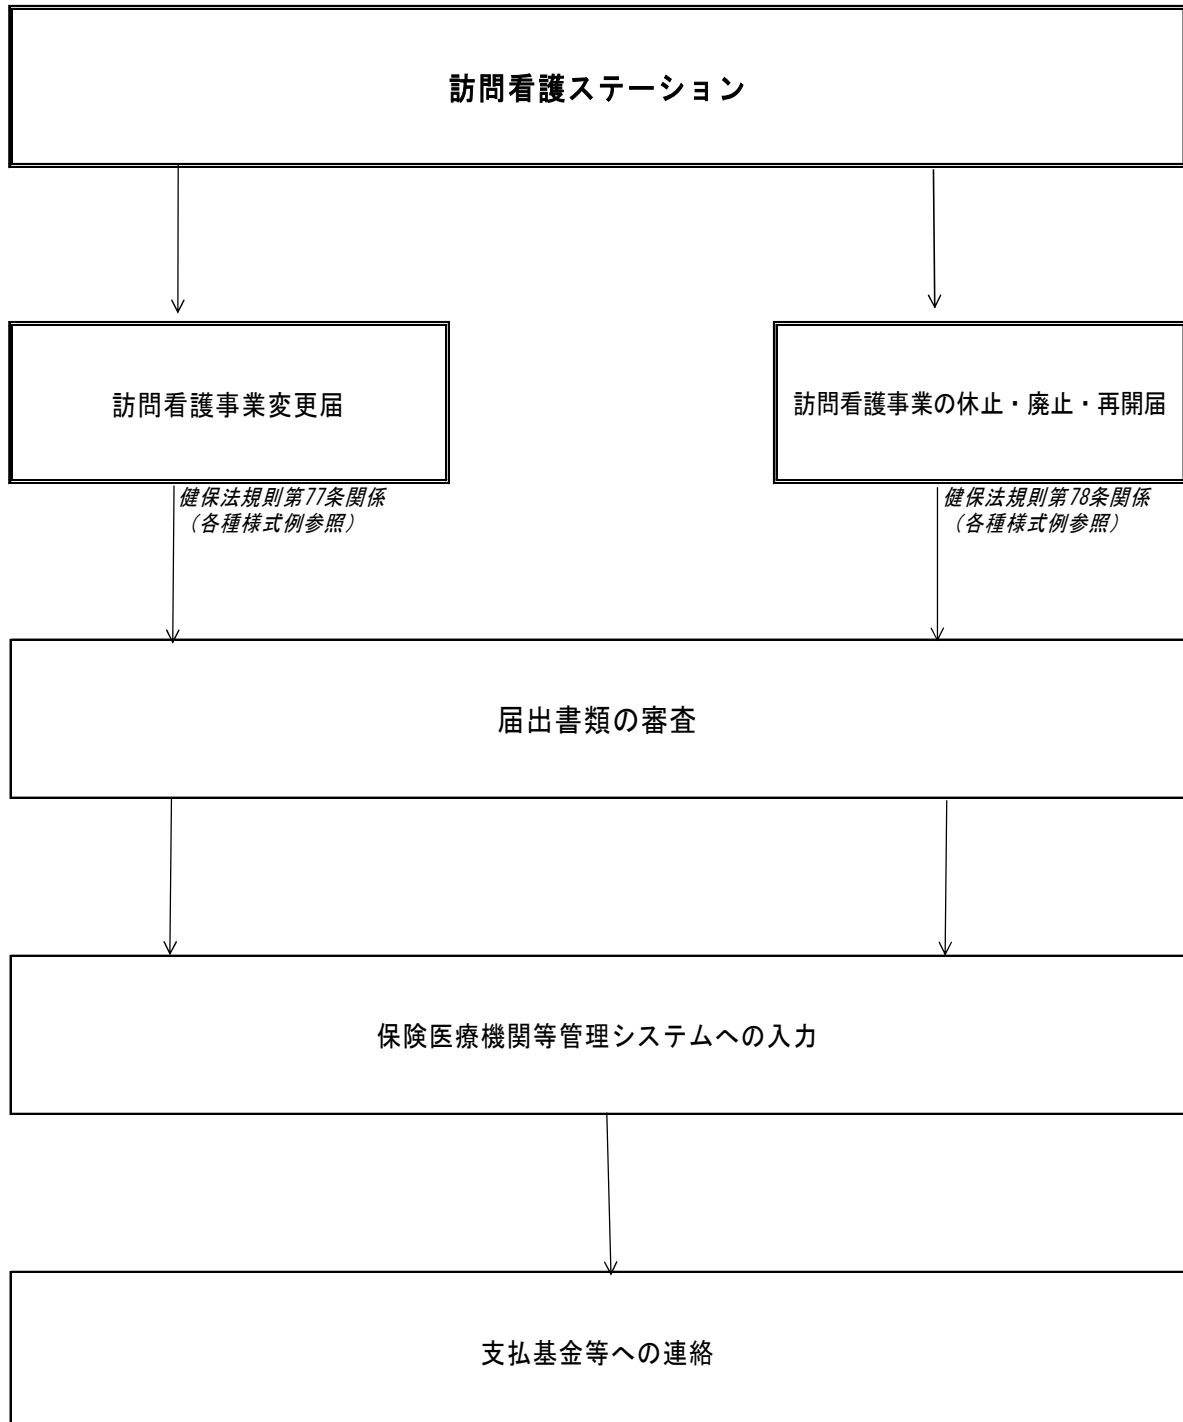 訪問看護ステーション
訪問看護事業変更届
訪問看護事業の休止・廃止・再開届
健保法規則第77条関係
（各種様式例参照）
健保法規則第78条関係
（各種様式例参照）
届出書類の審査
保険医療機関等管理システムへの入力
支払基金等への連絡